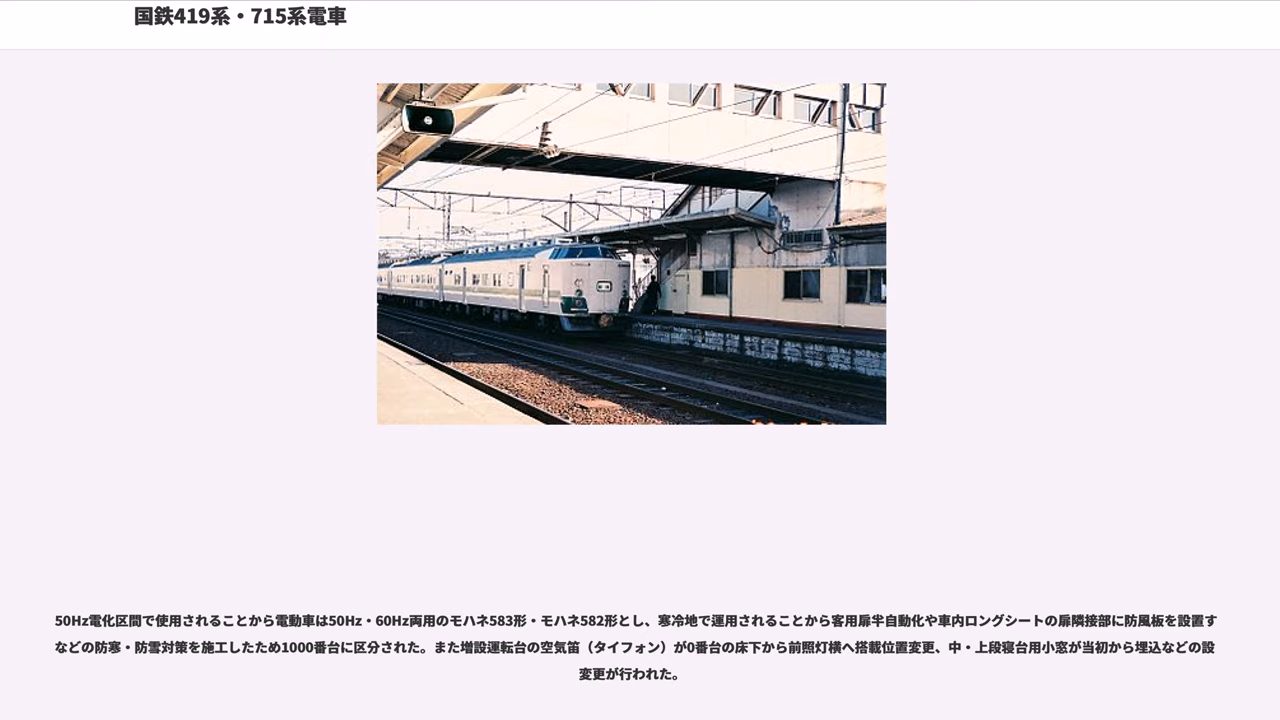 国鉄419系・715系電車
50Hz電化区間で使用されることから電動車は50Hz・60Hz両用のモハネ583形・モハネ582形とし、寒冷地で運用されることから客用扉半自動化や車内ロングシートの扉隣接部に防風板を設置す
などの防寒・防雪対策を施工したため1000番台に区分された。また増設運転台の空気笛（タイフォン）が0番台の床下から前照灯横へ搭載位置変更、中・上段寝台用小窓が当初から埋込などの設
変更が行われた。